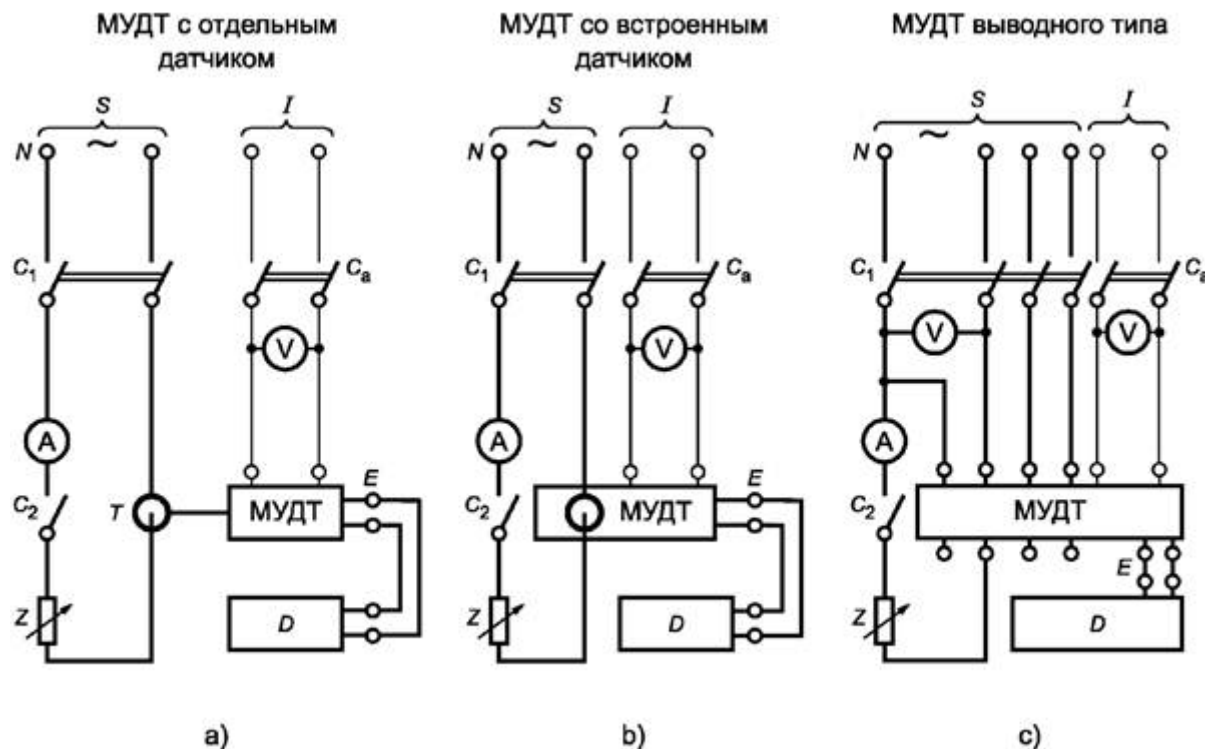 МУДТ с отдельным
датчиком
S
I
~
N
C1
Ca
V
A
C2
T
МУДТ
E
Z
D
a)
МУДТ со встроенным
датчиком
S
I
~
N
C1
Ca
V
A
C2
МУДТ
E
Z
D
b)
МУДТ выводного типа
S
I
~
N
C1
Ca
V
V
A
C2
МУДТ
E
Z
D
c)